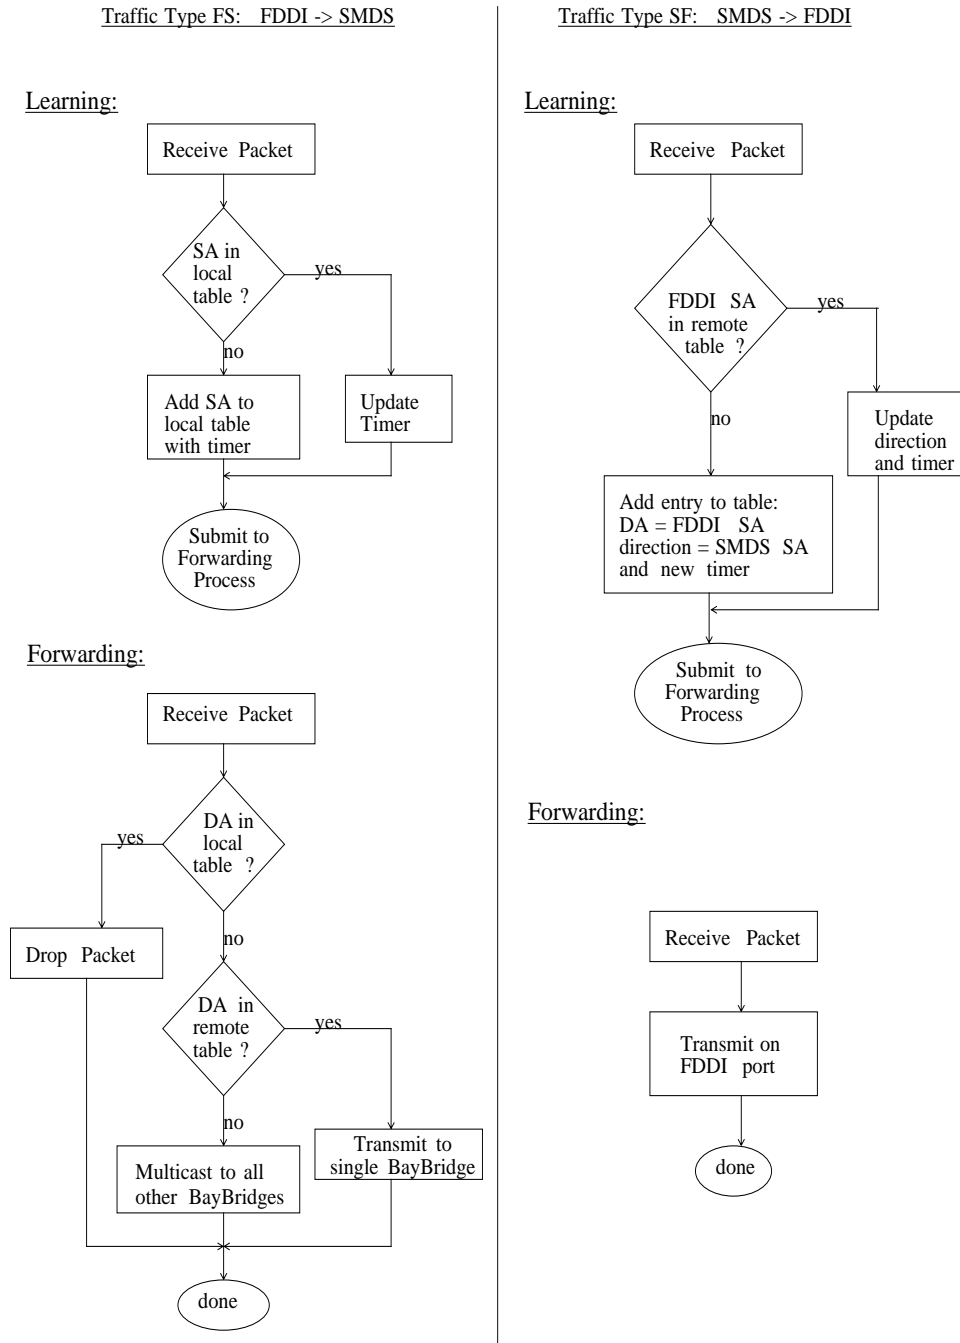 Traffic Type FS: FDDI -> SMDS
Learning:
Receive Packet
SA in
local
table ?
yes
no
Add SA to
local table
with timer
Update
Timer
Submit to
Forwarding
Process
Forwarding:
Receive Packet
DA in
local
table ?
yes
no
Drop Packet
DA in
remote
table ?
yes
no
Multicast to all
other BayBridges
Transmit to
single BayBridge
done
Traffic Type SF: SMDS -> FDDI
Learning:
Receive Packet
FDDI SA
in remote
table ?
yes
no
Update
direction
and timer
Add entry to table:
DA = FDDI SA
direction = SMDS SA
and new timer
Submit to
Forwarding
Process
Forwarding:
Receive Packet
Transmit on
FDDI port
done